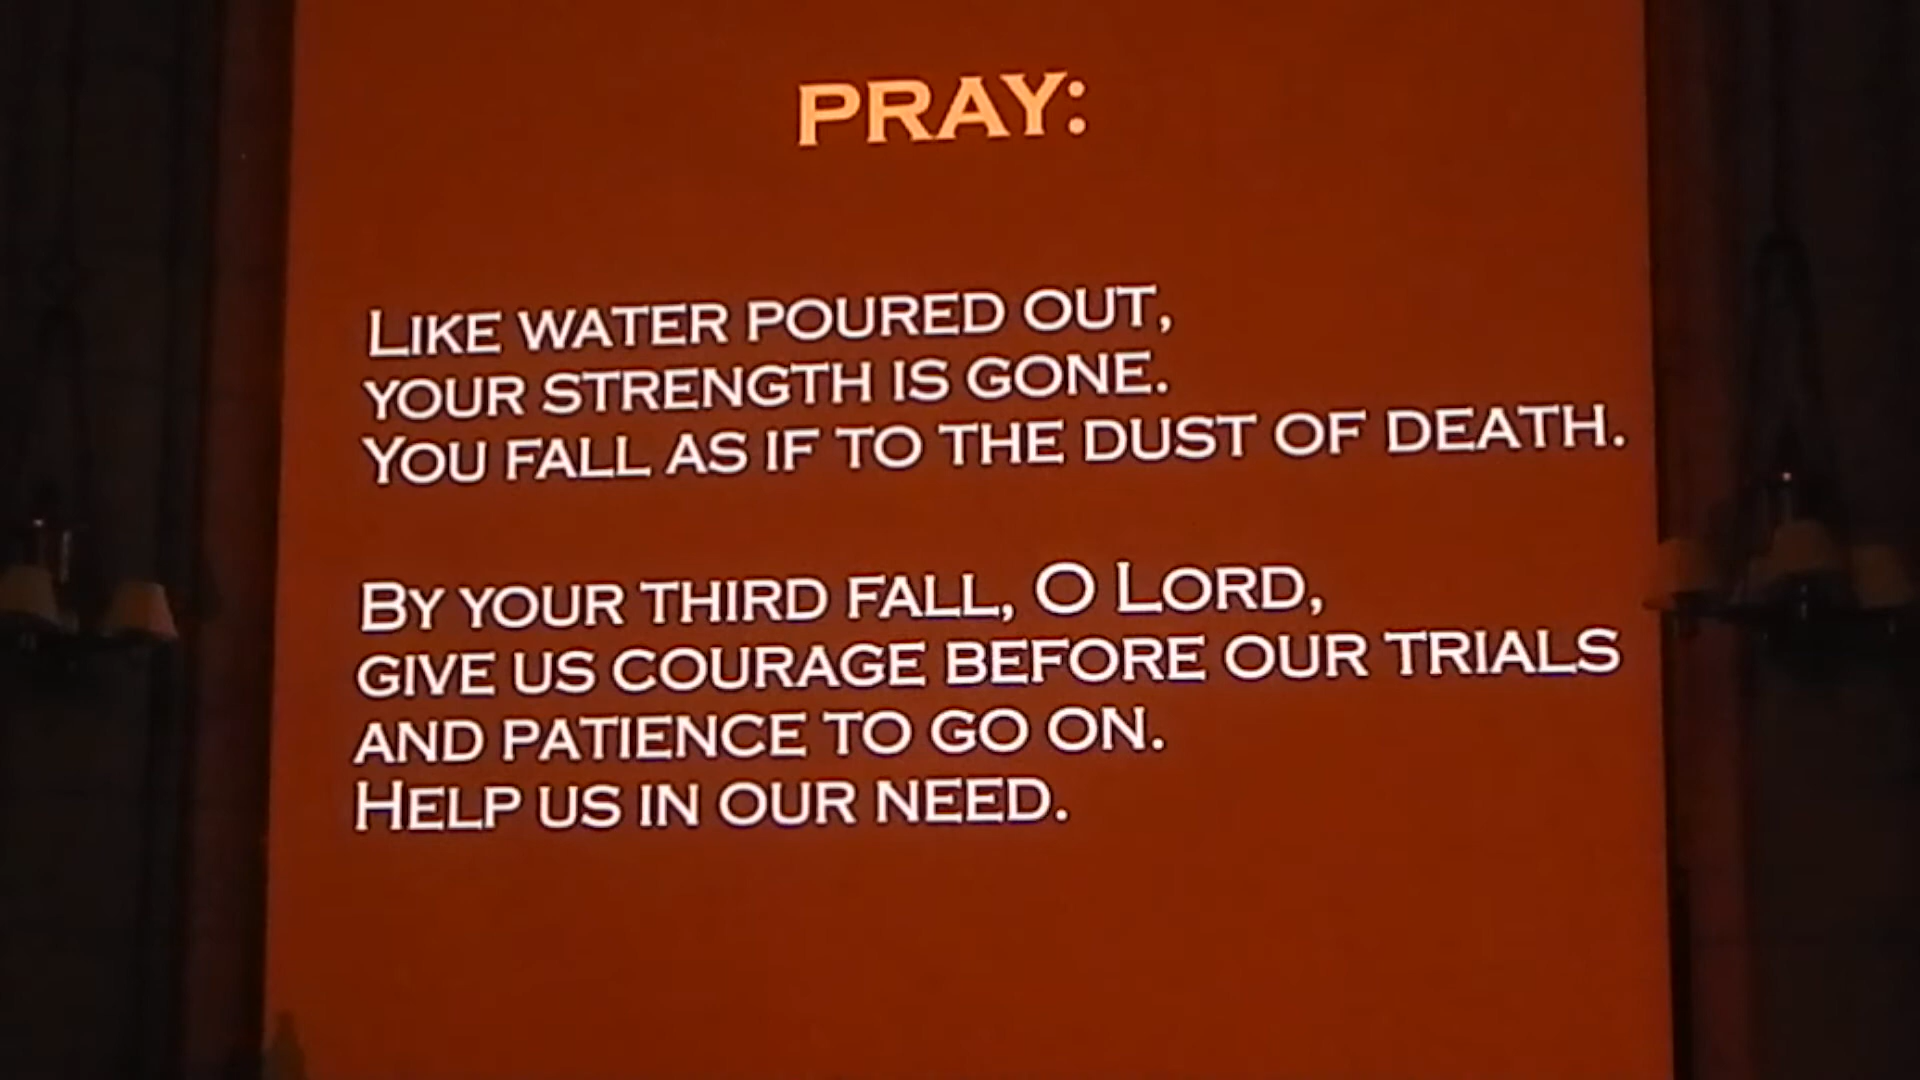 PRAY:
LIKE WATER POURED OUT,
YOUR STRENGTH IS GONE.
YOU FALL AS IF TO THE DUST OF DEATH.
BY YOUR THIRD FALL, O LORD,
GIVE US COURAGE BEFORE OUR TRIALS
AND PATIENCE TO GO ON.
HELP US IN OUR NEED.